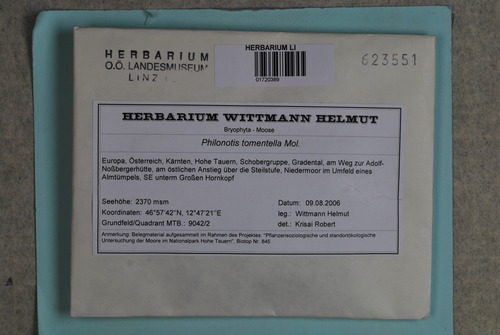 HERBARIUM
O.Ö. LANDESMUSEUM
LINZ
HERBARIUM LI
01720389
623551
HERBARIUM WITTMANN HELMUT
Bryophyta - Moose
Philonotis tomentella Mol.
Europa, Österreich, Kärnten, Hohe Tauern, Schobergruppe, Gradental, am Weg zur Adolf-
Noßbergerhütte, am östlichen Anstieg über die Steilstufe, Niedermoor im Umfeld eines
Almtümpels, SE unterm Großen Hornkopf
Seehöhe: 2370 msm Datum: 09.08.2006
Koordinaten: 46°57'42"N, 12°47'21"E leg.: Wittmann Helmut
Grundfeld/Quadrant MTB.: 9042/2 det.: Krisai Robert
Anmerkung: Belegmaterial aufgesammelt im Rahmen des Projektes: "Pflanzensoziologische und standortökologische
Untersuchung der Moore im Nationalpark Hohe Tauern", Biotop Nr. 845